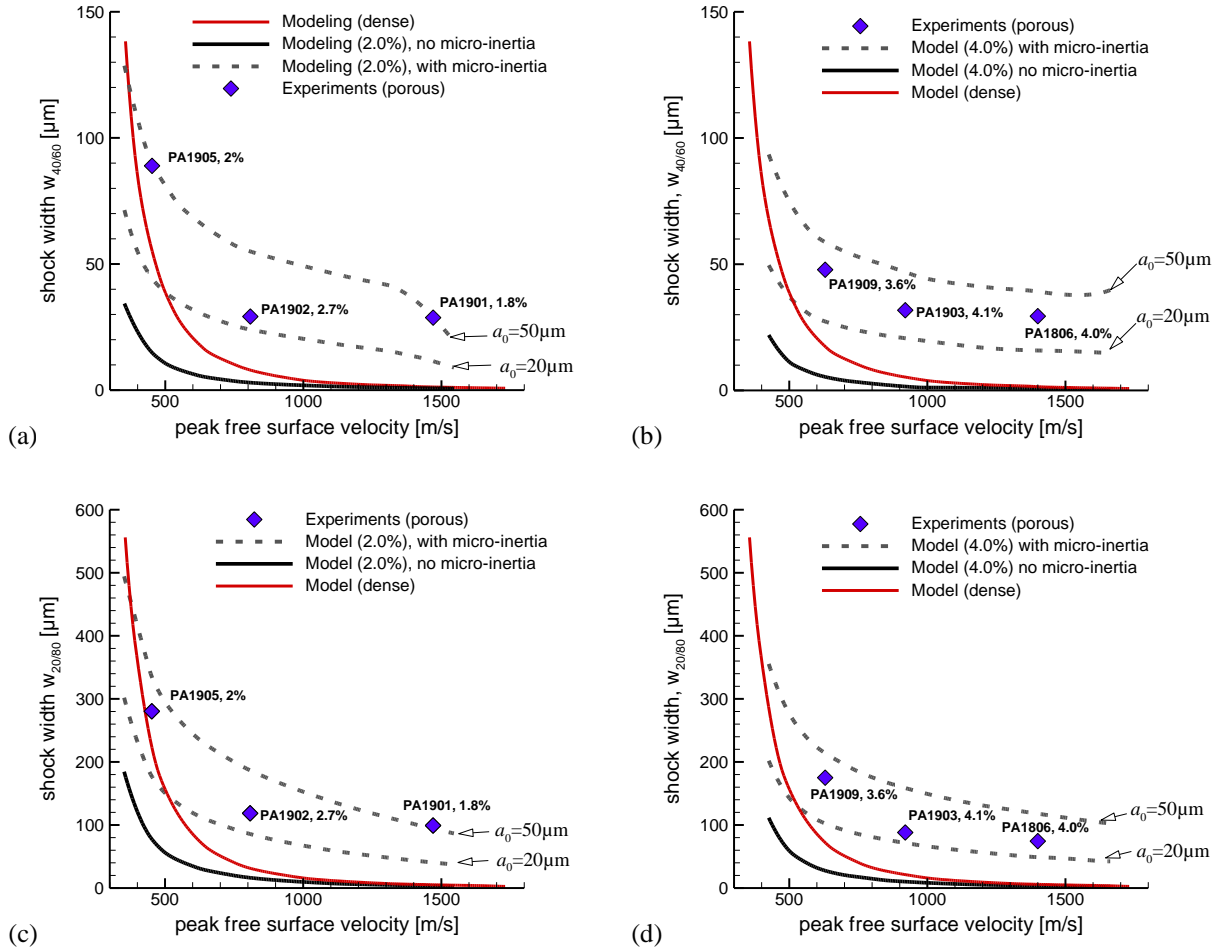 Modeling (dense)
Modeling (2.0%), no micro-inertia
Modeling (2.0%), with micro-inertia
Experiments (porous)
150
100
50
0
shock width w40/60 [µm]
PA1905, 2%
PA1902, 2.7%
PA1901, 1.8%
a0=50µm
a0=20µm
500 1000 1500
peak free surface velocity [m/s]
(a)
Experiments (porous)
Model (4.0%) with micro-inertia
Model (4.0%) no micro-inertia
Model (dense)
150
100
50
0
shock width, w40/60 [µm]
PA1909, 3.6%
PA1903, 4.1%
PA1806, 4.0%
a0=50µm
a0=20µm
500 1000 1500
peak free surface velocity [m/s]
(b)
Experiments (porous)
Model (2.0%), with micro-inertia
Model (2.0%), no micro-inertia
Model (dense)
600
500
400
300
200
100
0
shock width w20/80 [µm]
PA1905, 2%
PA1902, 2.7%
PA1901, 1.8%
a0=50µm
a0=20µm
500 1000 1500
peak free surface velocity [m/s]
(c)
Experiments (porous)
Model (4.0%) with micro-inertia
Model (4.0%) no micro-inertia
Model (dense)
600
500
400
300
200
100
0
shock width, w20/80 [µm]
PA1909, 3.6%
PA1903, 4.1%
PA1806, 4.0%
a0=50µm
a0=20µm
500 1000 1500
peak free surface velocity [m/s]
(d)